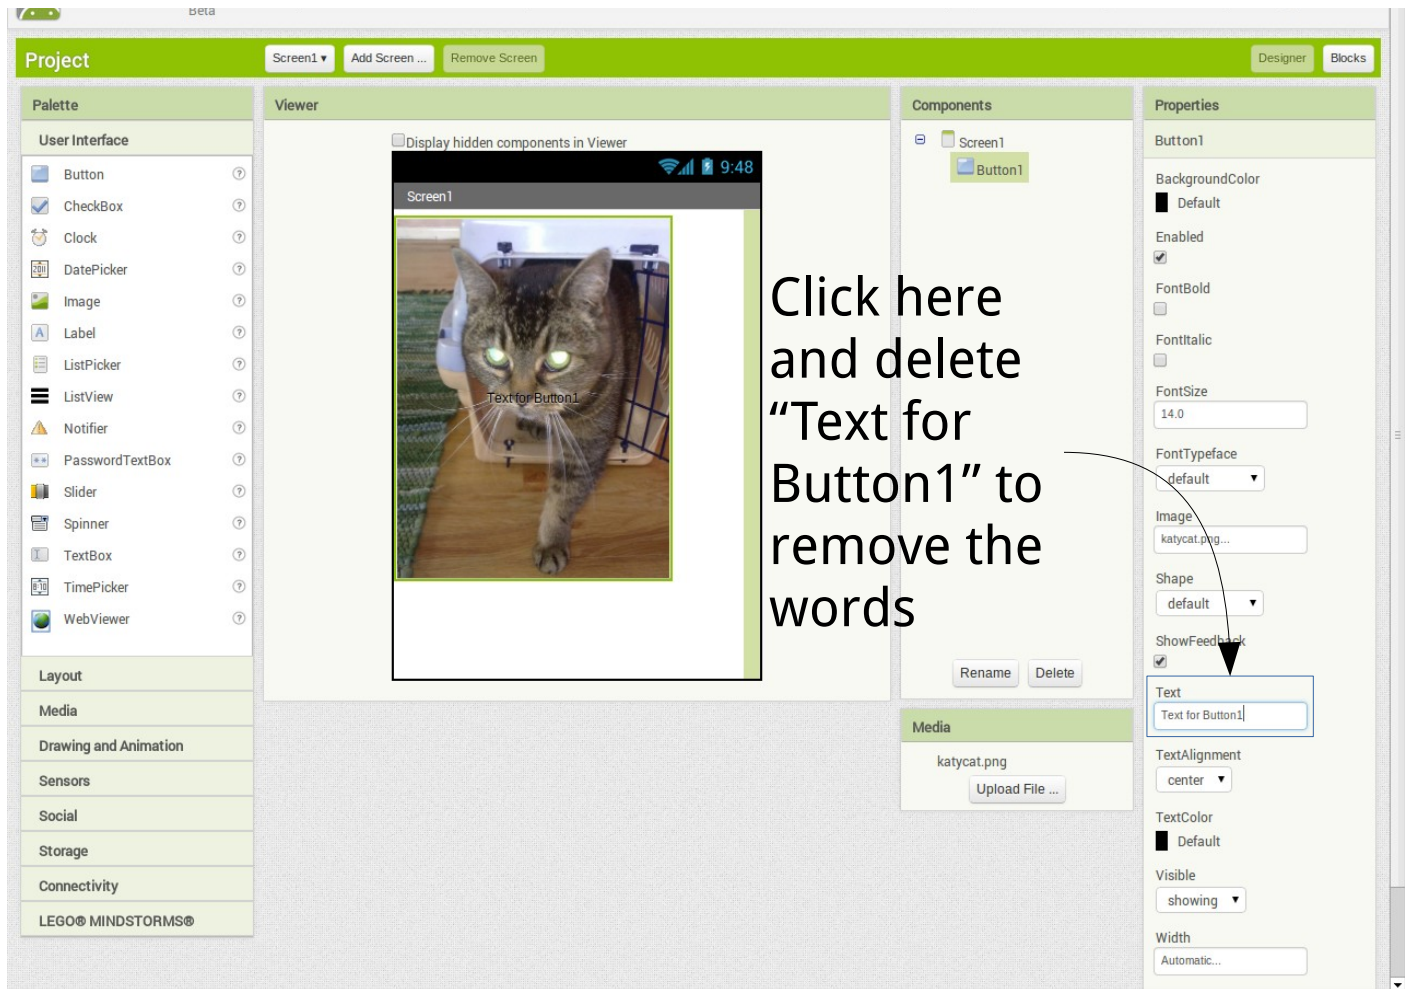 Beta
Project
Screen1 ▾
Add Screen ...
Remove Screen
Designer
Blocks
Palette
User Interface
Button
CheckBox
Clock
DatePicker
Image
Label
ListPicker
ListView
Notifier
PasswordTextBox
Slider
Spinner
TextBox
TimePicker
WebViewer
Layout
Media
Drawing and Animation
Sensors
Social
Storage
Connectivity
LEGO® MINDSTORMS®
Viewer
Display hidden components in Viewer
9:48
Screen1
Text for Button1
Click here
and delete
“Text for
Button1” to
remove the
words
Components
Screen1
Button1
Rename
Delete
Media
katycat.png
Upload File ...
Properties
Button1
BackgroundColor
Default
Enabled
FontBold
FontItalic
FontSize
14.0
FontTypeface
default
Image
katycat.png...
Shape
default
ShowFeedback
Text
Text for Button1
TextAlignment
center
TextColor
Default
Visible
showing
Width
Automatic...